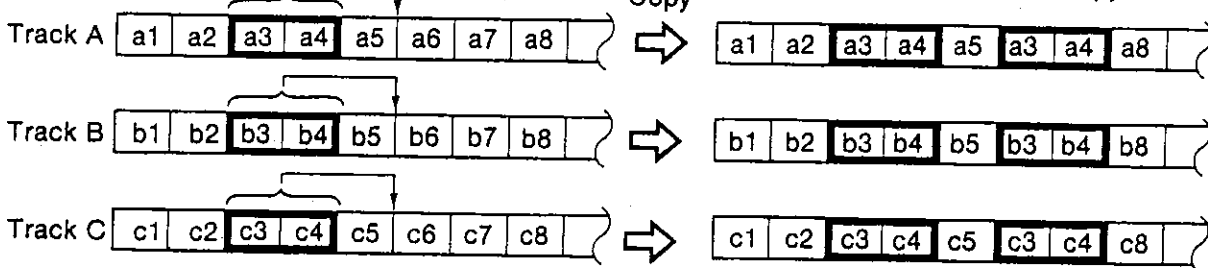 Copy
Track A a1 a2 a3 a4 a5 a6 a7 a8 a1 a2 a3 a4 a5 a3 a4 a8
Track B b1 b2 b3 b4 b5 b6 b7 b8 b1 b2 b3 b4 b5 b3 b4 b8
Track C c1 c2 c3 c4 c5 c6 c7 c8 c1 c2 c3 c4 c5 c3 c4 c8